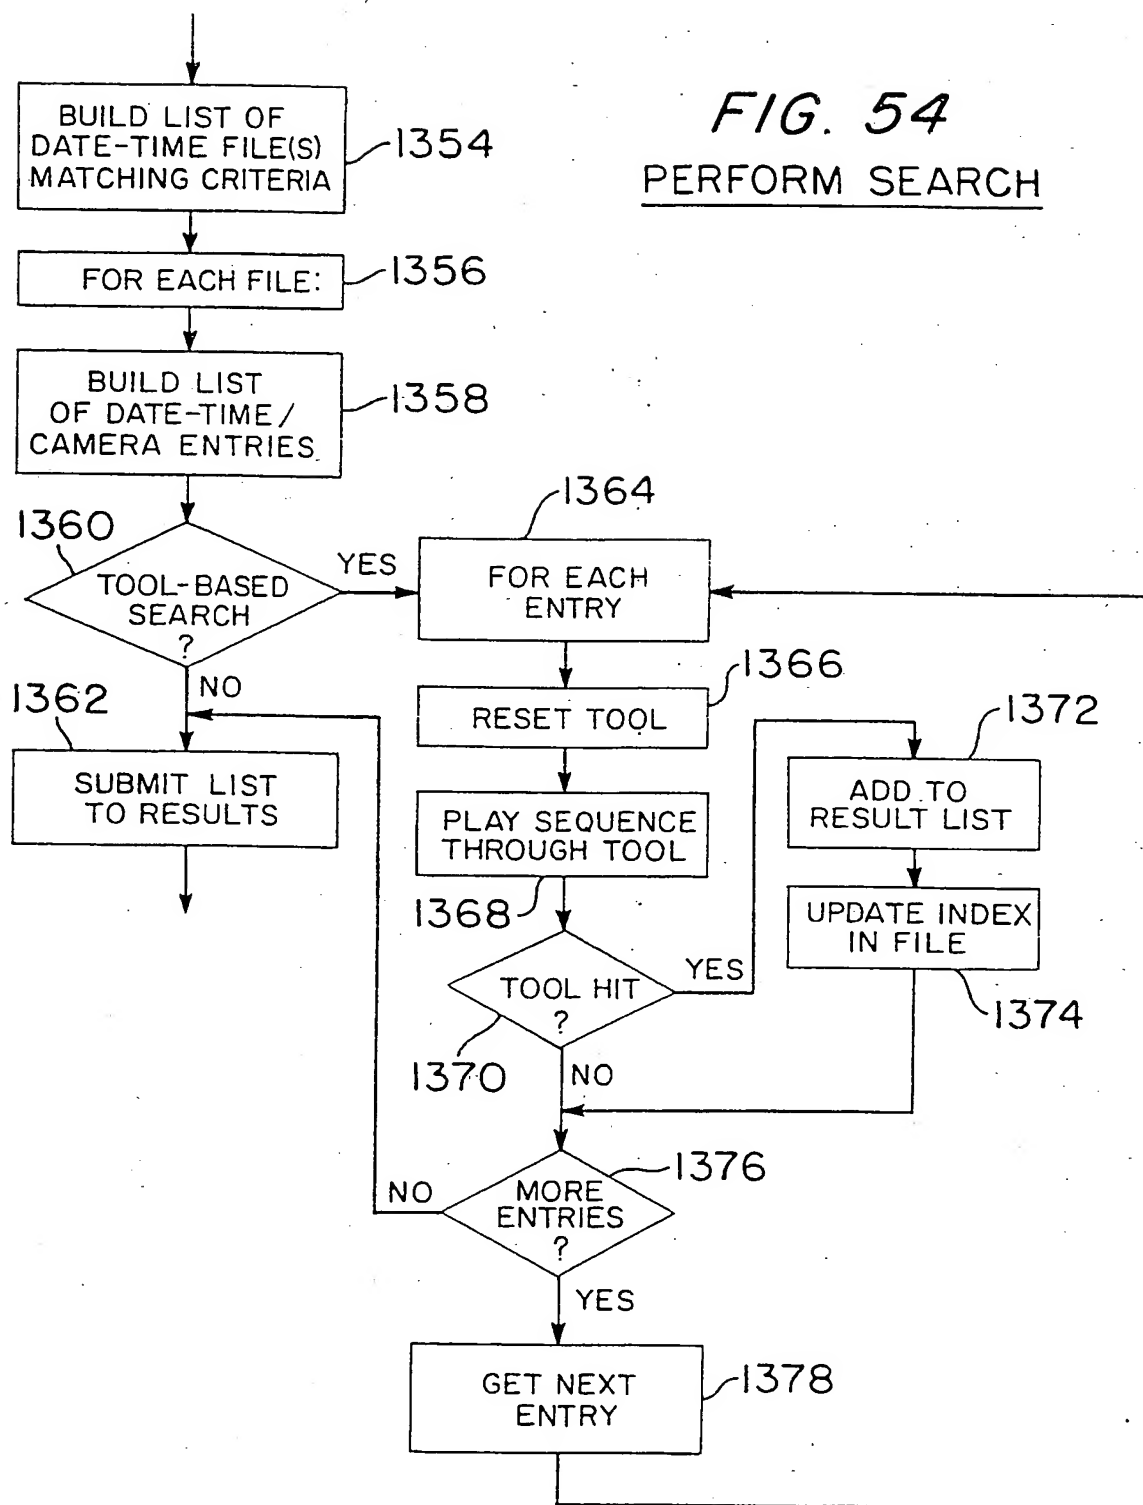 FIG. 54
PERFORM SEARCH
BUILD LIST OF
DATE-TIME FILE(S)
MATCHING CRITERIA
1354
FOR EACH FILE:
1356
BUILD LIST
OF DATE-TIME/
CAMERA ENTRIES
1358
1360
TOOL-BASED
SEARCH
?
YES
NO
1362
SUBMIT LIST
TO RESULTS
1364
FOR EACH
ENTRY
1366
RESET TOOL
PLAY SEQUENCE
THROUGH TOOL
1368
TOOL HIT
?
1370
YES
NO
1372
ADD TO
RESULT LIST
UPDATE INDEX
IN FILE
1374
1376
MORE
ENTRIES
?
NO
YES
GET NEXT
ENTRY
1378